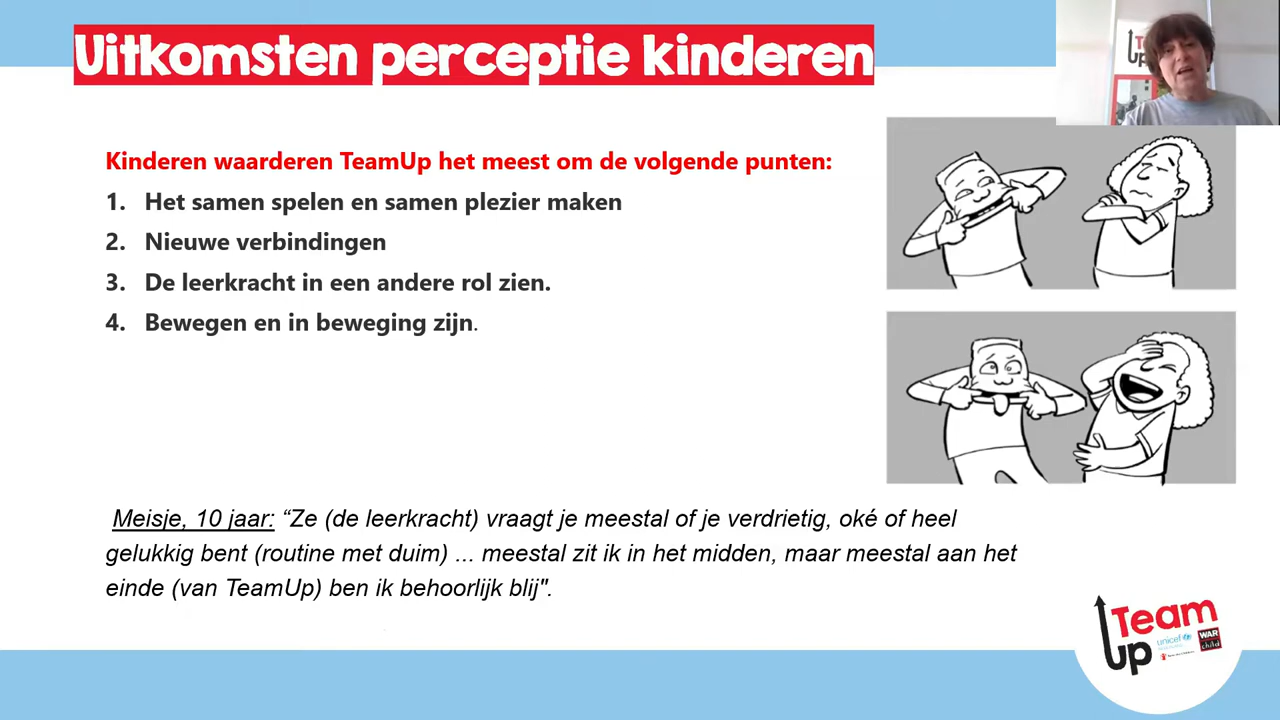 Uitkomsten perceptie kinderen
Kinderen waarderen TeamUp het meest om de volgende punten:
1. Het samen spelen en samen plezier maken
2. Nieuwe verbindingen
3. De leerkracht in een andere rol zien.
4. Bewegen en in beweging zijn.
Meisje, 10 jaar: “Ze (de leerkracht) vraagt je meestal of je verdrietig, oké of heel
gelukkig bent (routine met duim) ... meestal zit ik in het midden, maar meestal aan het
einde (van TeamUp) ben ik behoorlijk blij".
Team
Up
unicef
WAR
child